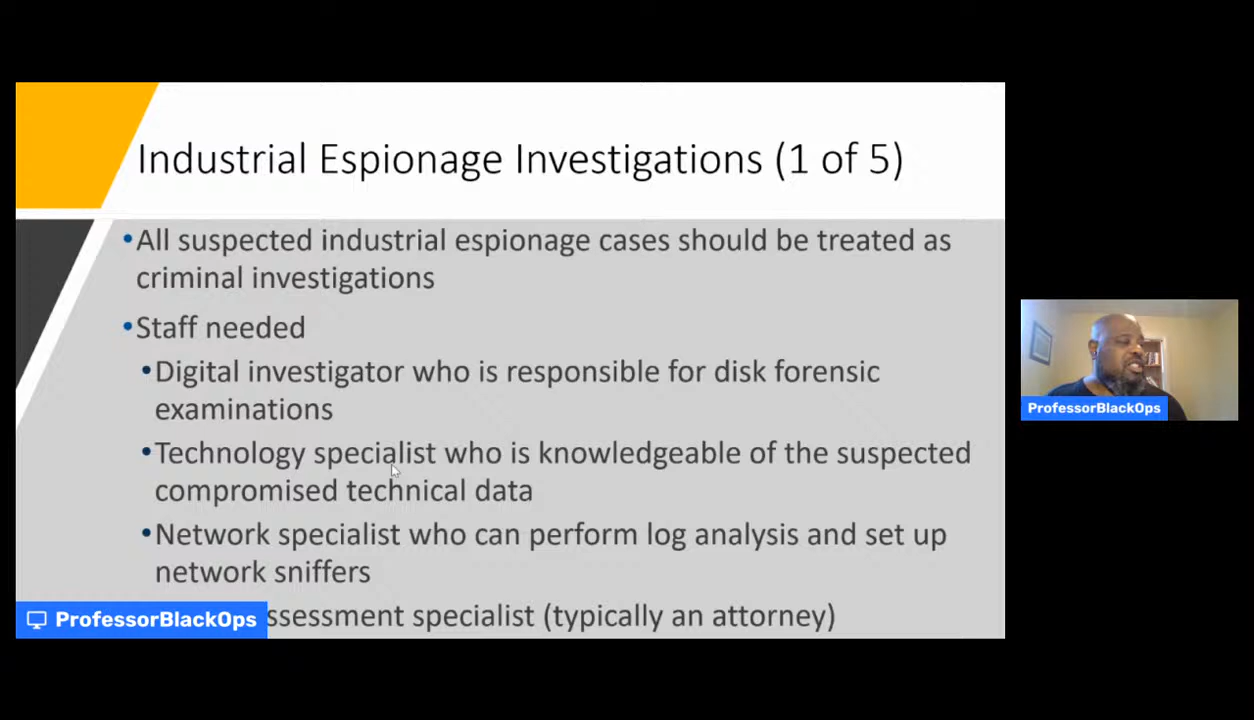 Industrial Espionage Investigations (1 of 5)
•All suspected industrial espionage cases should be treated as
criminal investigations
•Staff needed
•Digital investigator who is responsible for disk forensic
examinations
•Technology specialist who is knowledgeable of the suspected
compromised technical data
•Network specialist who can perform log analysis and set up
network sniffers
specialist (typically an attorney)
ProfessorBlackOps
ProfessorBlackOps